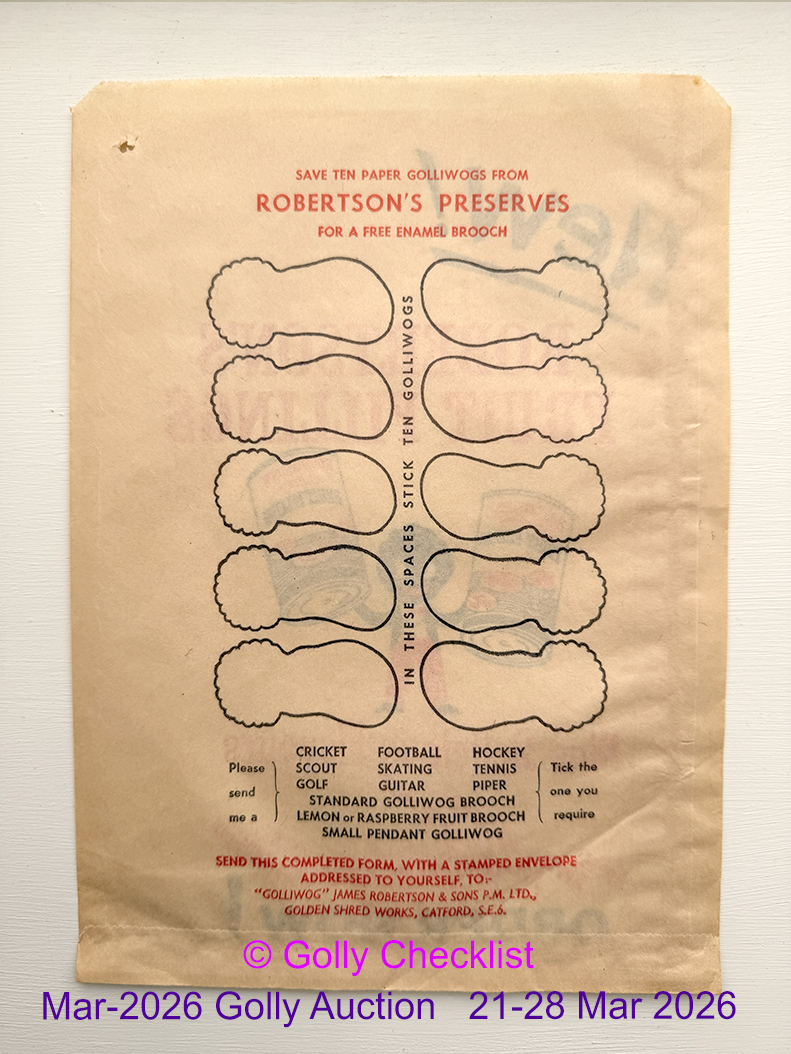 SAVE TEN PAPER GOLLIWOGS FROM
ROBERTSON'S PRESERVES
FOR A FREE ENAMEL BROOCH
IN THESE SPACES STICK TEN GOLLIWOGS
CRICKET FOOTBALL HOCKEY
Please SCOUT SKATING TENNIS Tick the
GOLF GUITAR PIPER
send one you
STANDARD GOLLIWOG BROOCH
me a LEMON or RASPBERRY FRUIT BROOCH require
SMALL PENDANT GOLLIWOG
SEND THIS COMPLETED FORM, WITH A STAMPED ENVELOPE
ADDRESSED TO YOURSELF, TO:-
"GOLLIWOG" JAMES ROBERTSON & SONS P.M. LTD.,
GOLDEN SHRED WORKS, CATFORD, S.E.6.
© Golly Checklist
Mar-2026 Golly Auction 21-28 Mar 2026